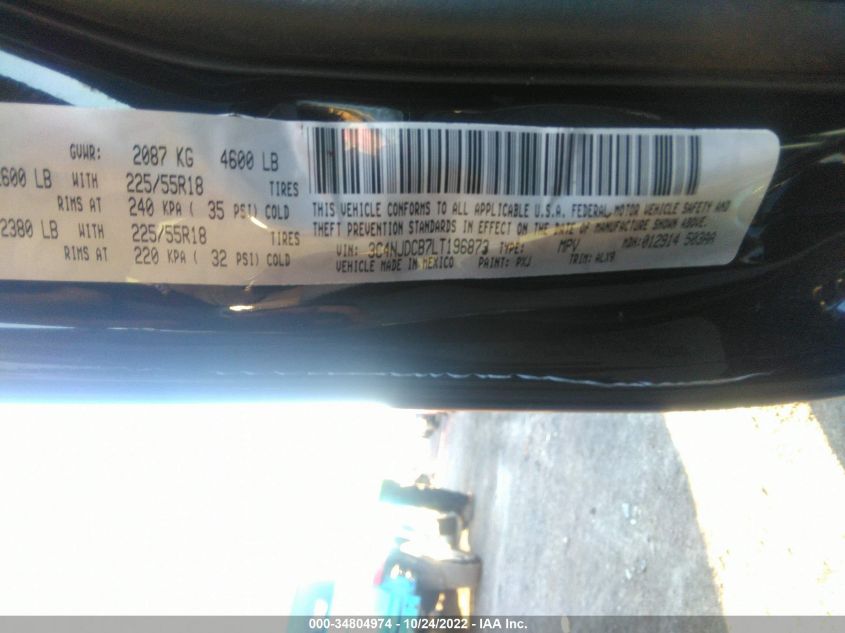 GVWR: 2087 KG 4600 LB
600 LB WITH 225/55R18 TIRES
RIMS AT 240 KPA ( 35 PSI) COLD
2380 LB WITH 225/55R18 TIRES
RIMS AT 220 KPA ( 32 PSI) COLD
THIS VEHICLE CONFORMS TO ALL APPLICABLE U.S.A. FEDERAL MOTOR VEHICLE SAFETY AND
THEFT PREVENTION STANDARDS IN EFFECT ON THE DATE OF MANUFACTURE SHOWN ABOVE.
VIN: 3C4NJDCB7LT196873 TYPE: MPV MDH: 012914 503AA
VEHICLE MADE IN MEXICO PAINT: PXJ TRIM: ALX9
000-34804974 - 10/24/2022 - IAA Inc.